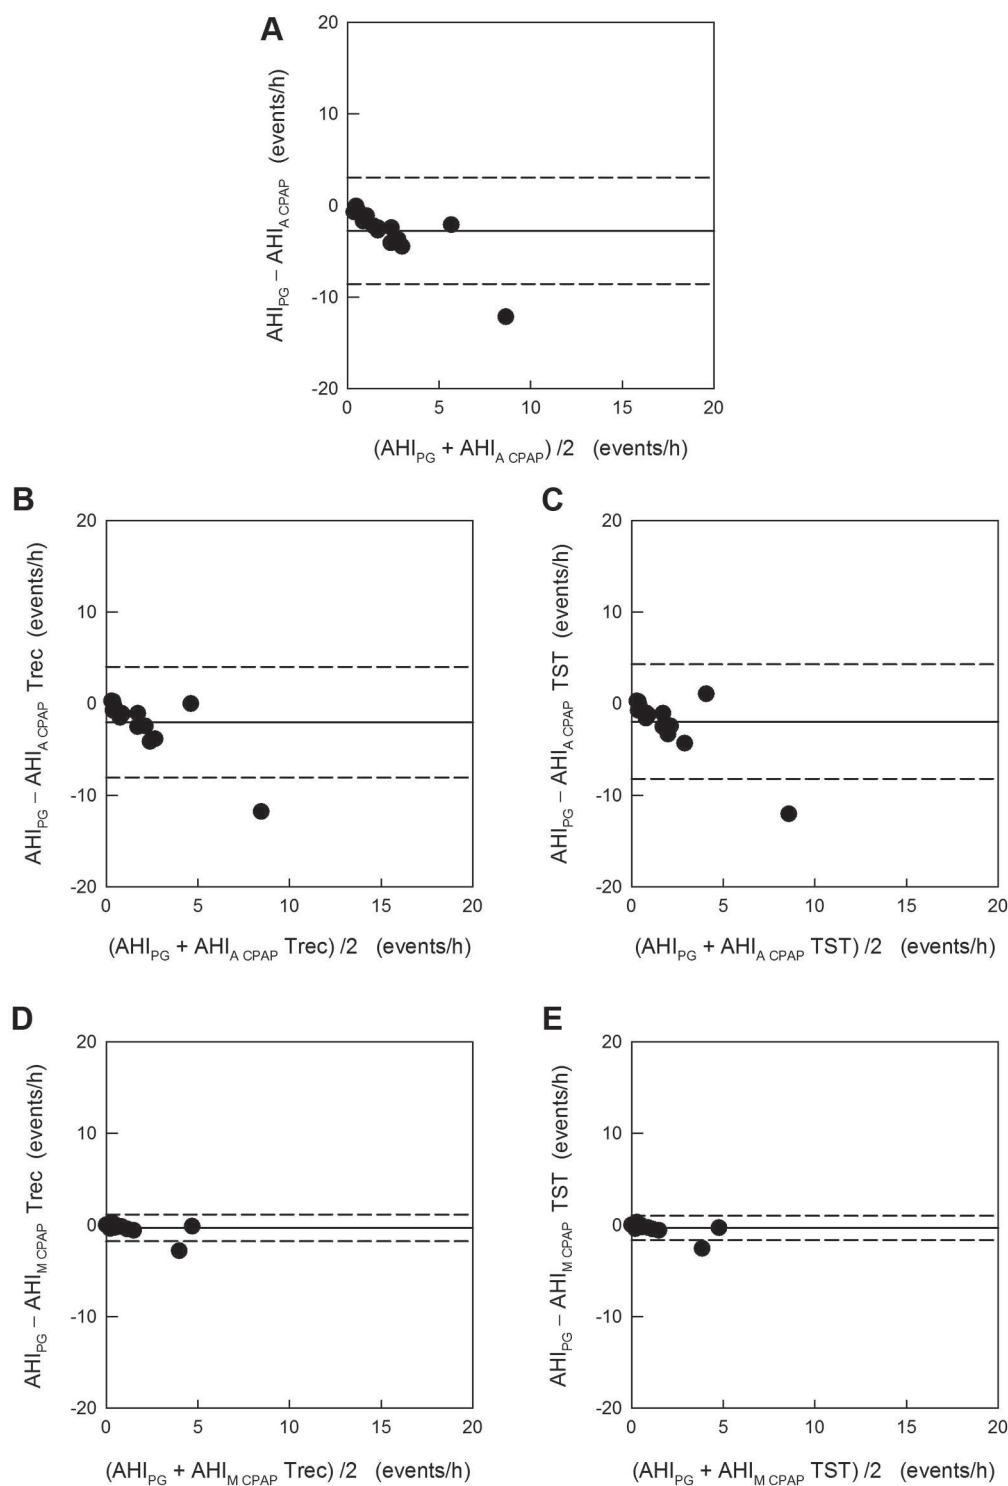 A
AHI_PG – AHI_A CPAP (events/h)
20
10
0
-10
-20
0 5 10 15 20
(AHI_PG + AHI_A CPAP) /2 (events/h)
B
AHI_PG – AHI_A CPAP Trec (events/h)
20
10
0
-10
-20
0 5 10 15 20
(AHI_PG + AHI_A CPAP Trec) /2 (events/h)
C
AHI_PG – AHI_A CPAP TST (events/h)
20
10
0
-10
-20
0 5 10 15 20
(AHI_PG + AHI_A CPAP TST) /2 (events/h)
D
AHI_PG – AHI_M CPAP Trec (events/h)
20
10
0
-10
-20
0 5 10 15 20
(AHI_PG + AHI_M CPAP Trec) /2 (events/h)
E
AHI_PG – AHI_M CPAP TST (events/h)
20
10
0
-10
-20
0 5 10 15 20
(AHI_PG + AHI_M CPAP TST) /2 (events/h)